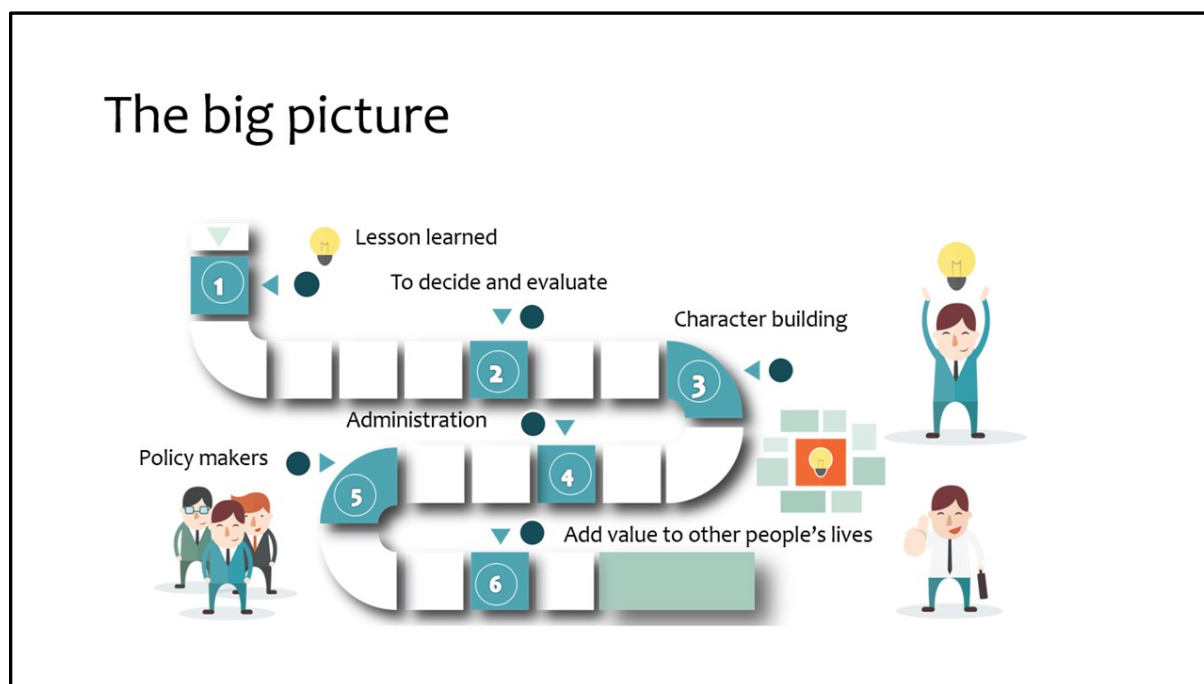 The big picture
Lesson learned
1
To decide and evaluate
2
Character building
3
Administration
4
Policy makers
5
Add value to other people’s lives
6